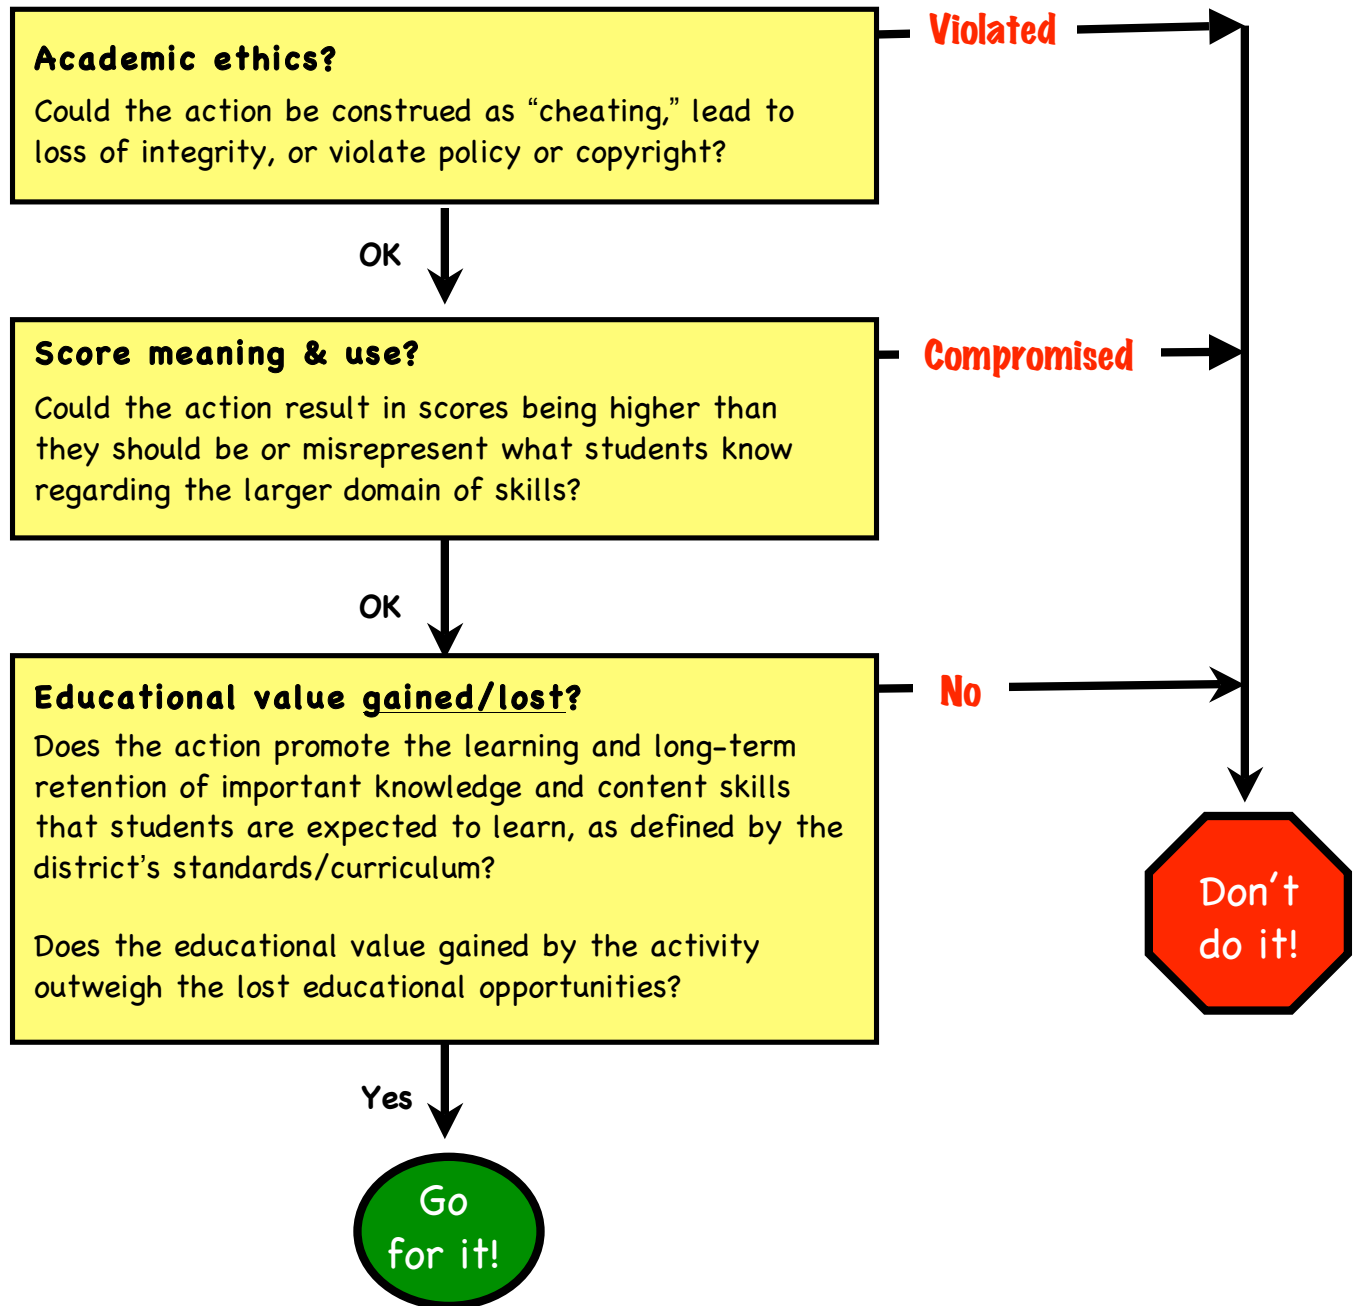 Academic ethics?
Violated
Could the action be construed as “cheating,” lead to
loss of integrity, or violate policy or copyright?
OK
Score meaning & use?
Compromised
Could the action result in scores being higher than
they should be or misrepresent what students know
regarding the larger domain of skills?
OK
Educational value gained/lost?
No
Does the action promote the learning and long-term
retention of important knowledge and content skills
that students are expected to learn, as defined by the
district’s standards/curriculum?
Does the educational value gained by the activity
outweigh the lost educational opportunities?
Don’t
do it!
Yes
Go
for it!